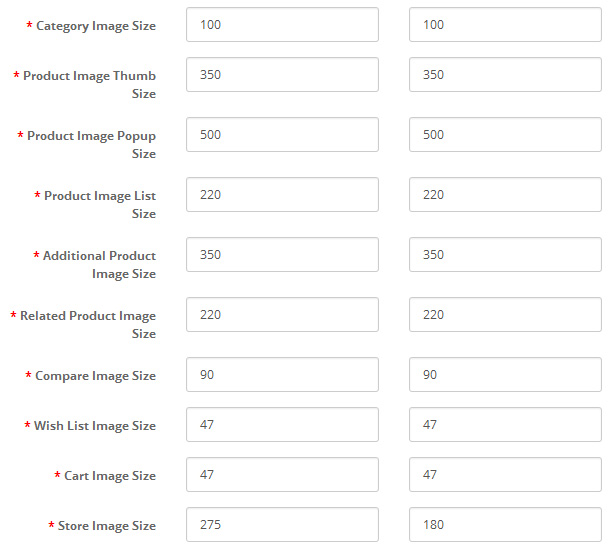 * Category Image Size 100 100
* Product Image Thumb 350 350
Size
* Product Image Popup 500 500
Size
* Product Image List 220 220
Size
* Additional Product 350 350
Image Size
* Related Product Image 220 220
Size
* Compare Image Size 90 90
* Wish List Image Size 47 47
* Cart Image Size 47 47
* Store Image Size 275 180